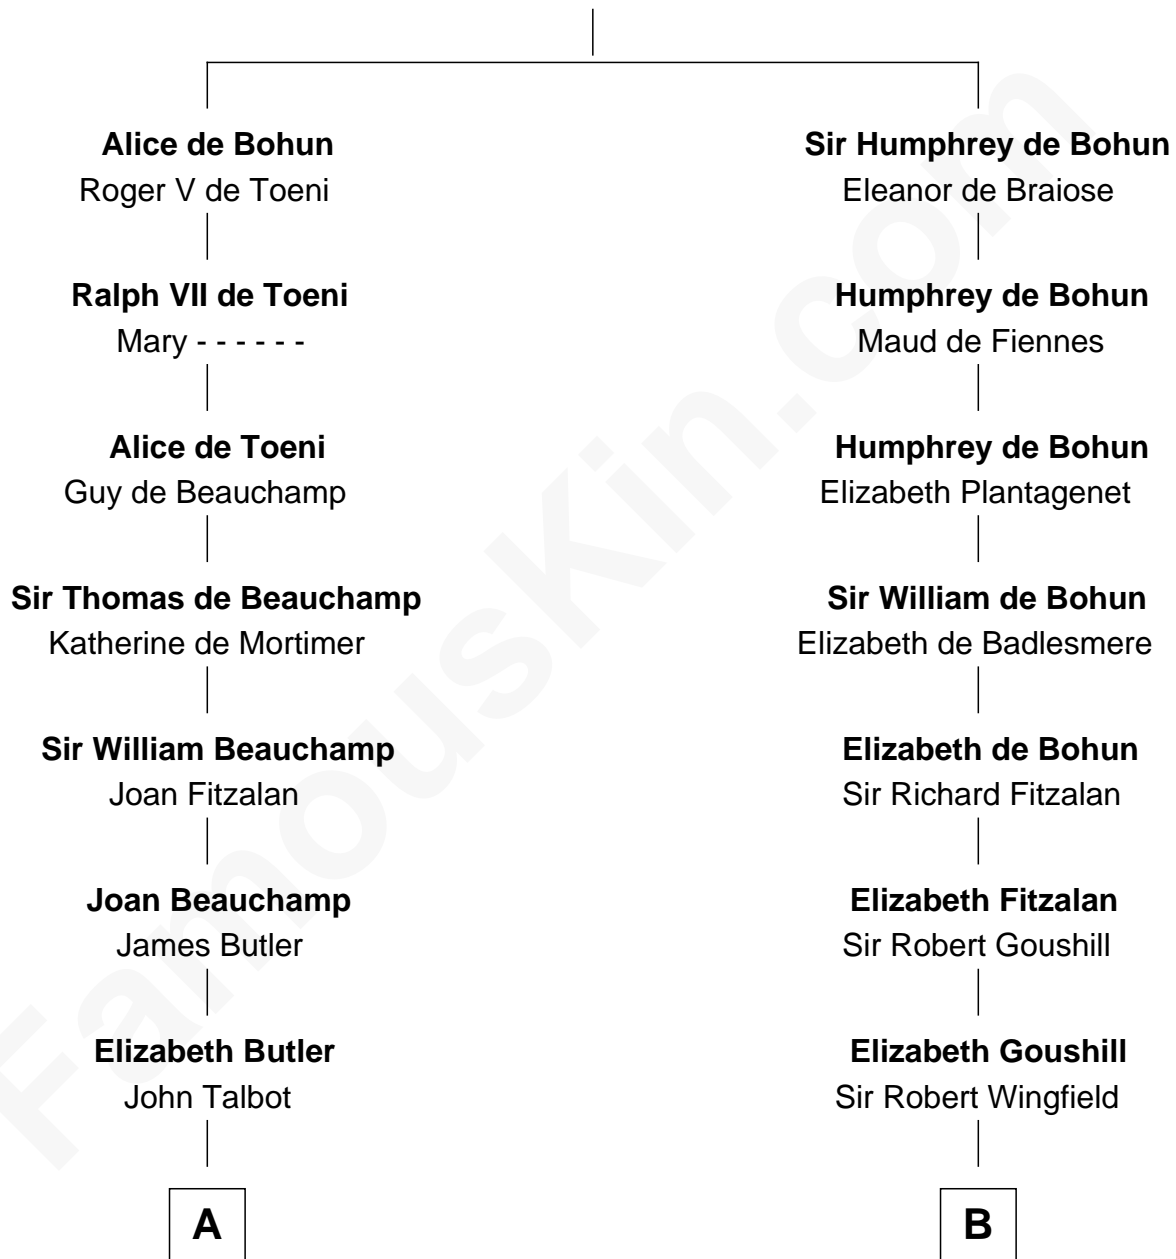 Alice de Bohun
Roger V de Toeni
Ralph VII de Toeni
Mary - - - - - -
Alice de Toeni
Guy de Beauchamp
Sir Thomas de Beauchamp
Katherine de Mortimer
Sir William Beauchamp
Joan Fitzalan
Joan Beauchamp
James Butler
Elizabeth Butler
John Talbot
A
Sir Humphrey de Bohun
Eleanor de Braiose
Humphrey de Bohun
Maud de Fiennes
Humphrey de Bohun
Elizabeth Plantagenet
Sir William de Bohun
Elizabeth de Badlesmere
Elizabeth de Bohun
Sir Richard Fitzalan
Elizabeth Fitzalan
Sir Robert Goushill
Elizabeth Goushill
Sir Robert Wingfield
B
FamousKin.com